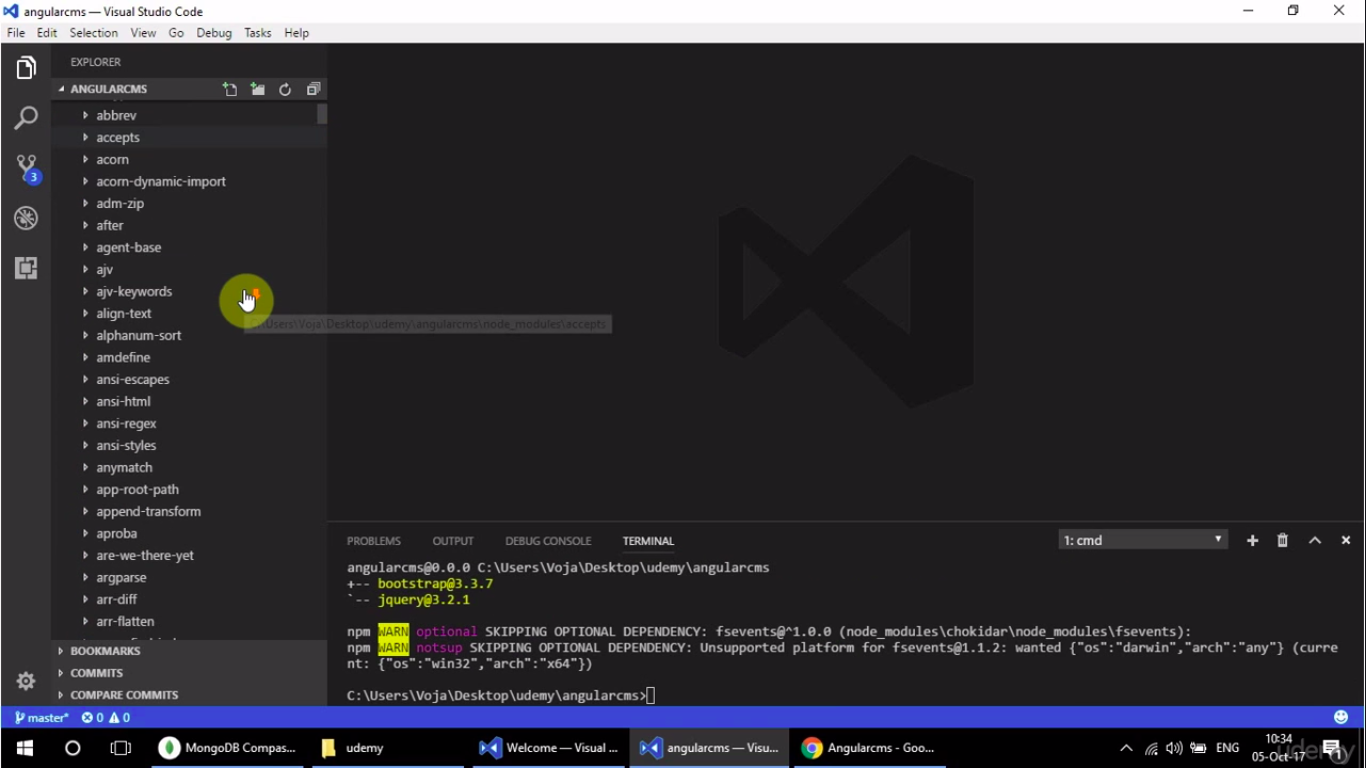 angularcms — Visual Studio Code
File Edit Selection View Go Debug Tasks Help
EXPLORER
ANGULARCMS
abbrev
accepts
acorn
acorn-dynamic-import
adm-zip
after
agent-base
ajv
ajv-keywords
align-text
\Users\Voja\Desktop\udemy\angularcms\node_modules\accepts
alphanum-sort
amdefine
ansi-escapes
ansi-html
ansi-regex
ansi-styles
anymatch
app-root-path
append-transform
aproba
are-we-there-yet
argparse
arr-diff
arr-flatten
BOOKMARKS
COMMITS
COMPARE COMMITS
3
PROBLEMS OUTPUT DEBUG CONSOLE TERMINAL
1: cmd
angularcms@0.0.0 C:\Users\Voja\Desktop\udemy\angularcms
+-- bootstrap@3.3.7
`-- jquery@3.2.1
npm WARN optional SKIPPING OPTIONAL DEPENDENCY: fsevents@^1.0.0 (node_modules\chokidar\node_modules\fsevents):
npm WARN notsup SKIPPING OPTIONAL DEPENDENCY: Unsupported platform for fsevents@1.1.2: wanted {"os":"darwin","arch":"any"} (curre
nt: {"os":"win32","arch":"x64"})
C:\Users\Voja\Desktop\udemy\angularcms>
master* 0 0
MongoDB Compas... udemy Welcome — Visual ... angularcms — Visu... Angularcms - Goo...
ENG
10:34
05-Oct-17
1
udemy